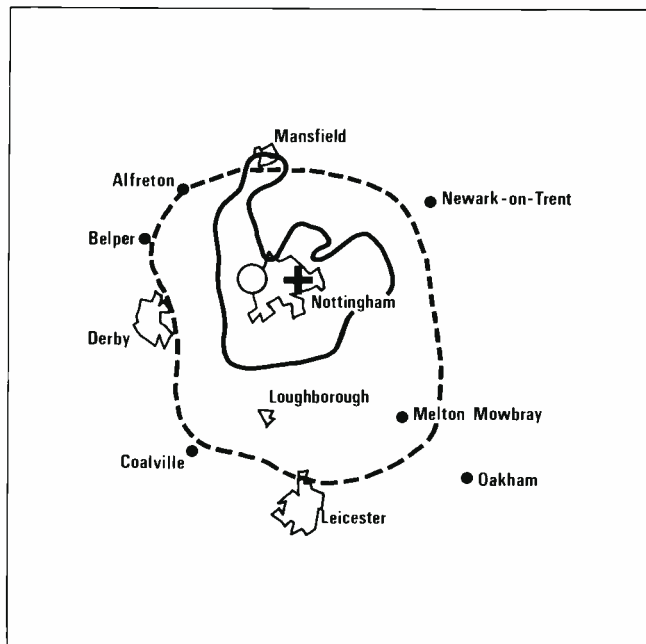 Mansfield
Alfreton
Newark-on-Trent
Belper
Nottingham
Derby
Loughborough
Melton Mowbray
Coalville
Oakham
Leicester